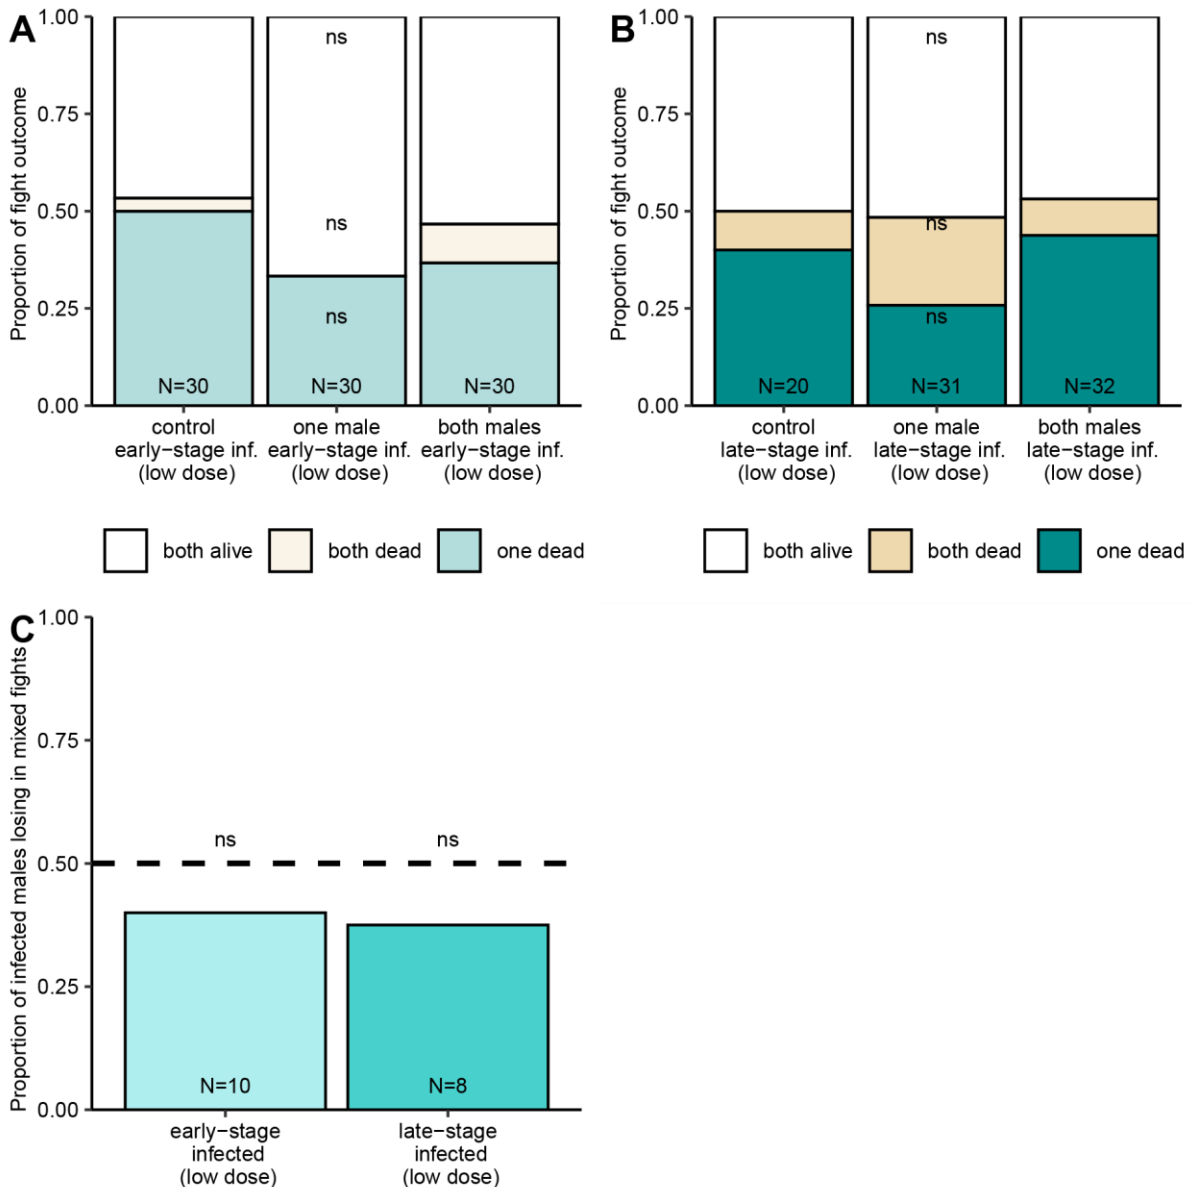 A
Proportion of fight outcome
1.00
0.75
0.50
0.25
0.00
ns
ns
ns
N=30
N=30
N=30
control
early−stage inf.
(low dose)
one male
early−stage inf.
(low dose)
both males
early−stage inf.
(low dose)
both alive
both dead
one dead
B
Proportion of fight outcome
1.00
0.75
0.50
0.25
0.00
ns
ns
ns
N=20
N=31
N=32
control
late−stage inf.
(low dose)
one male
late−stage inf.
(low dose)
both males
late−stage inf.
(low dose)
both alive
both dead
one dead
C
Proportion of infected males losing in mixed fights
1.00
0.75
0.50
0.25
0.00
ns
ns
N=10
N=8
early−stage
infected
(low dose)
late−stage
infected
(low dose)